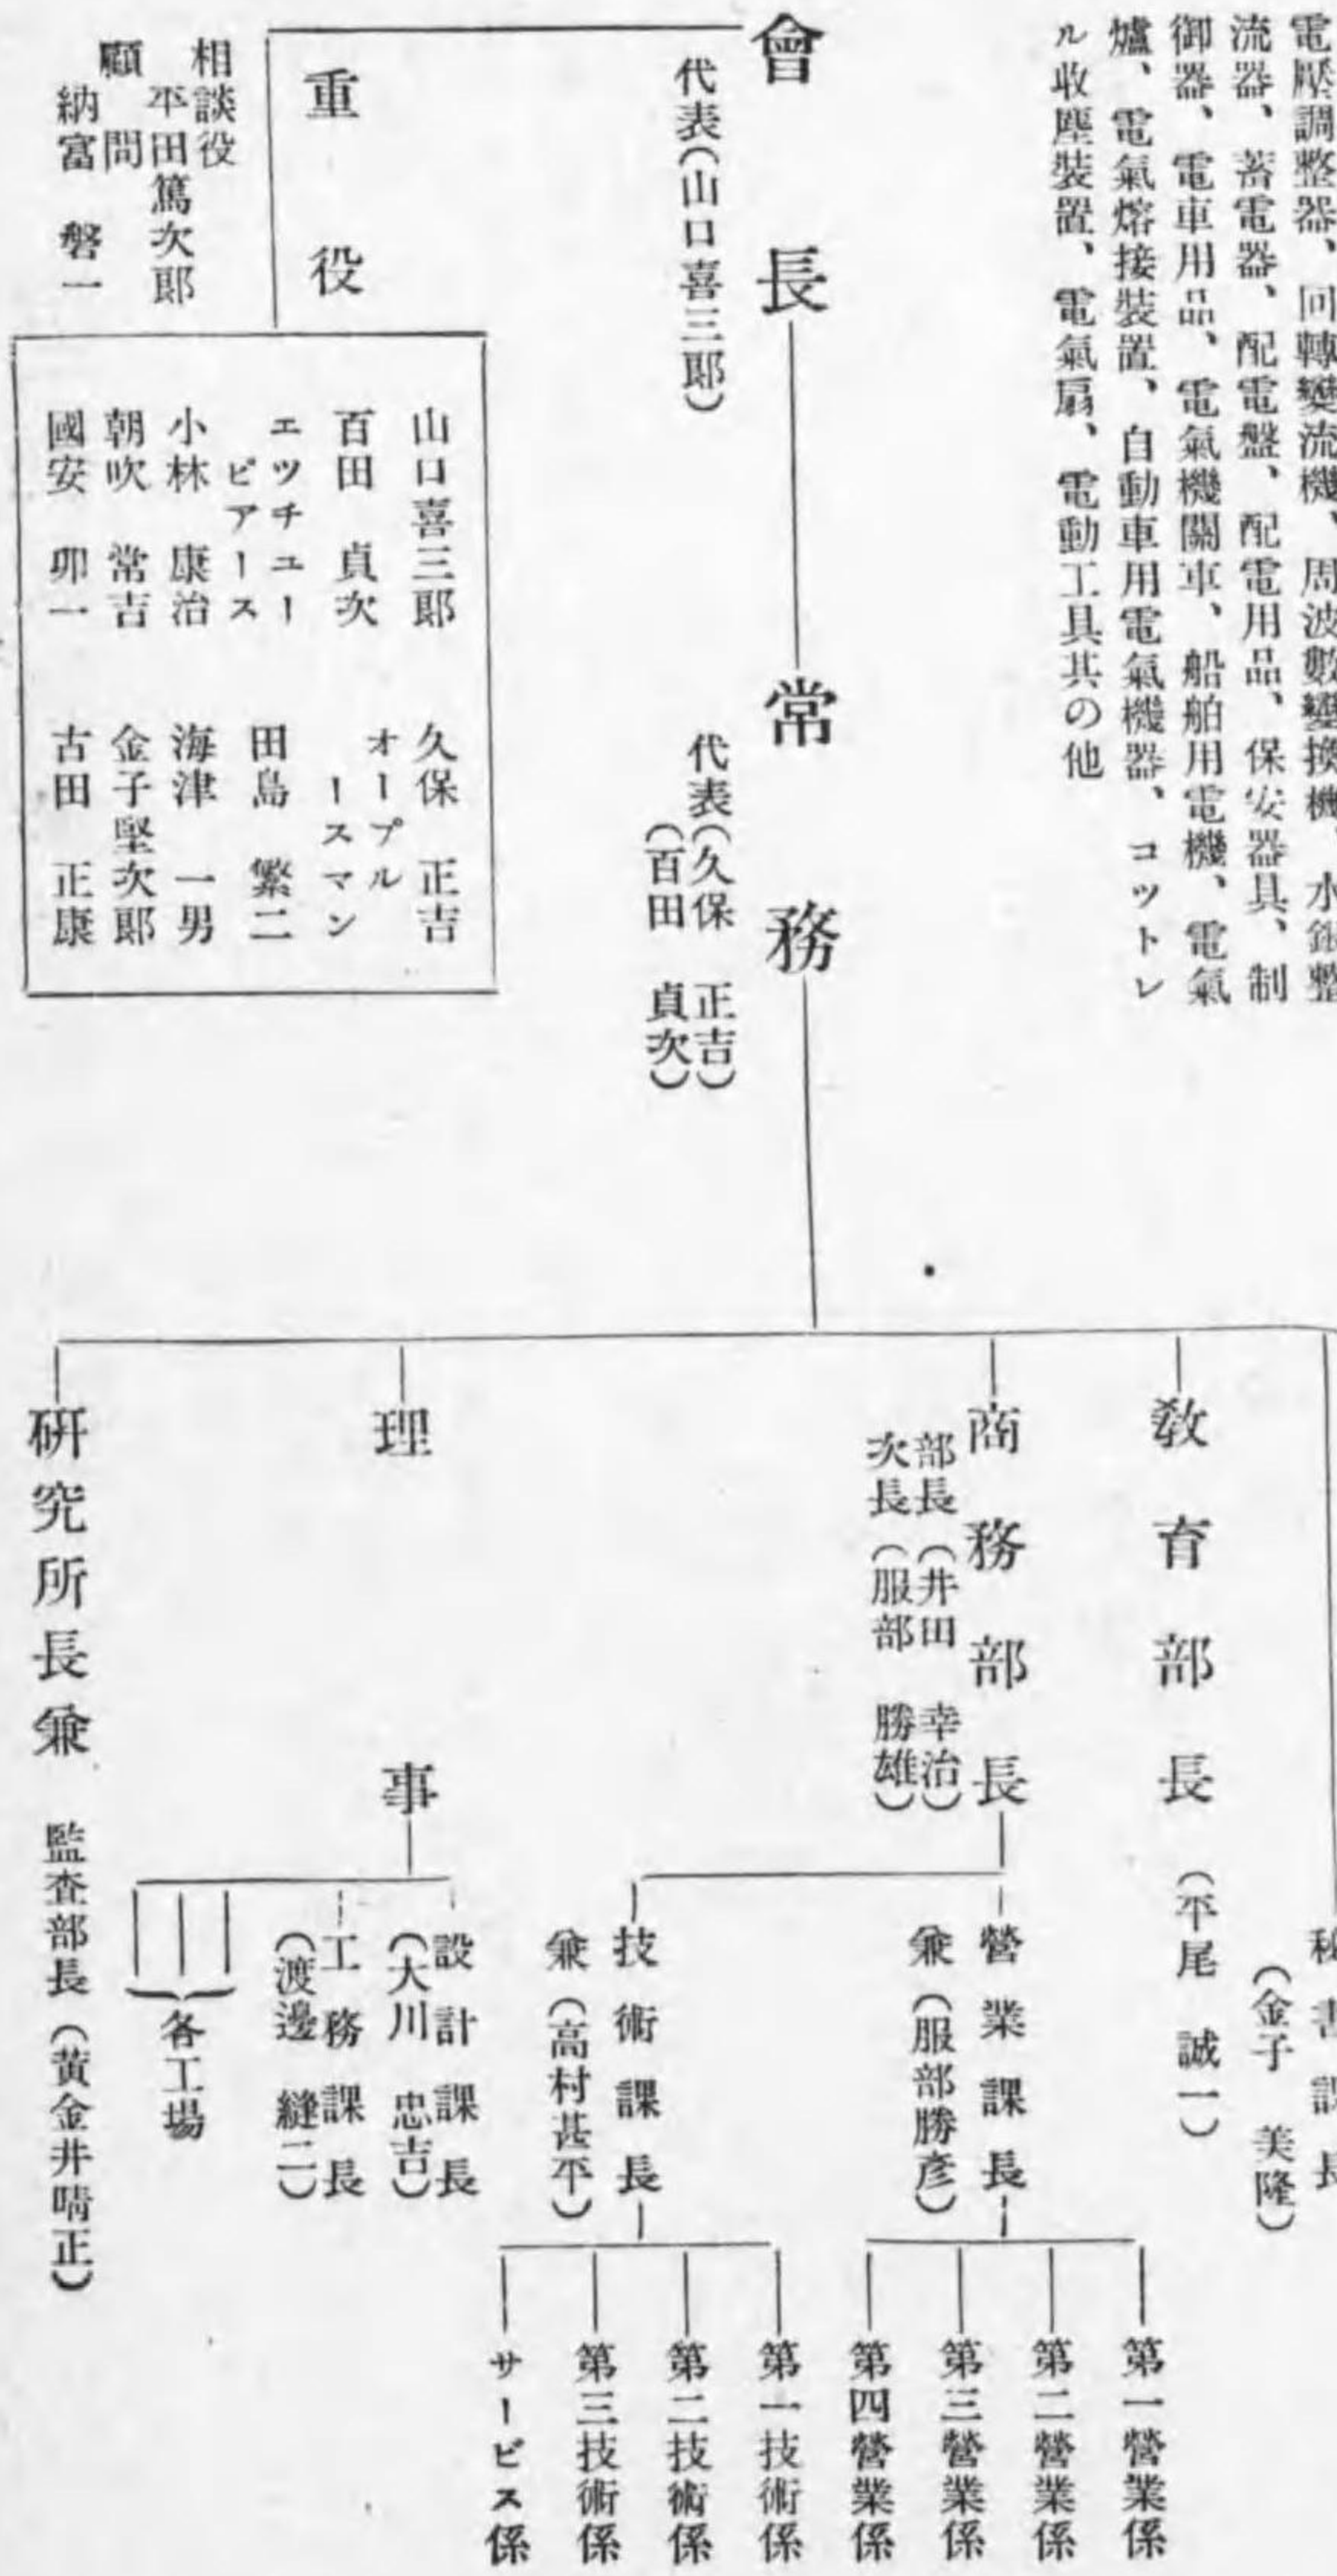 電壓調整器、回轉變流機、周波數變換機、水銀整
流器、蓄電器、配電盤、配電用品、保安器具、制
御器、電車用品、電氣機關車、船舶用電機、電氣
爐、電氣熔接裝置、自動車用電氣機器、コットレ
ル收塵裝置、電氣扇、電動工具其の他
會長
代表(山口喜三郎)
常務
代表(久保 正吉)
(百田 貞次)
重役
山口喜三郎
百田 貞次
エツチユー
ピアース
小林 康治
朝吹 常吉
國安 卯一
久保 正吉
オープル
ースマン
田島 繁二
海津 一男
金子堅次郎
古田 正康
相談役
平田篤次郎
顧問
納富 磐一
秘書課長
(金子 美隆)
敎育部長 (平尾 誠一)
商務部長
部長(井田 幸治)
次長(服部 勝雄)
營業課長
兼(服部勝彦)
第一營業係
第二營業係
第三營業係
第四營業係
技術課長
兼(高村甚平)
第一技術係
第二技術係
第三技術係
サービス係
理事
設計課長
(大川 忠吉)
工務課長
(渡邊 縫二)
各工場
硏究所長兼 監査部長(黄金井晴正)